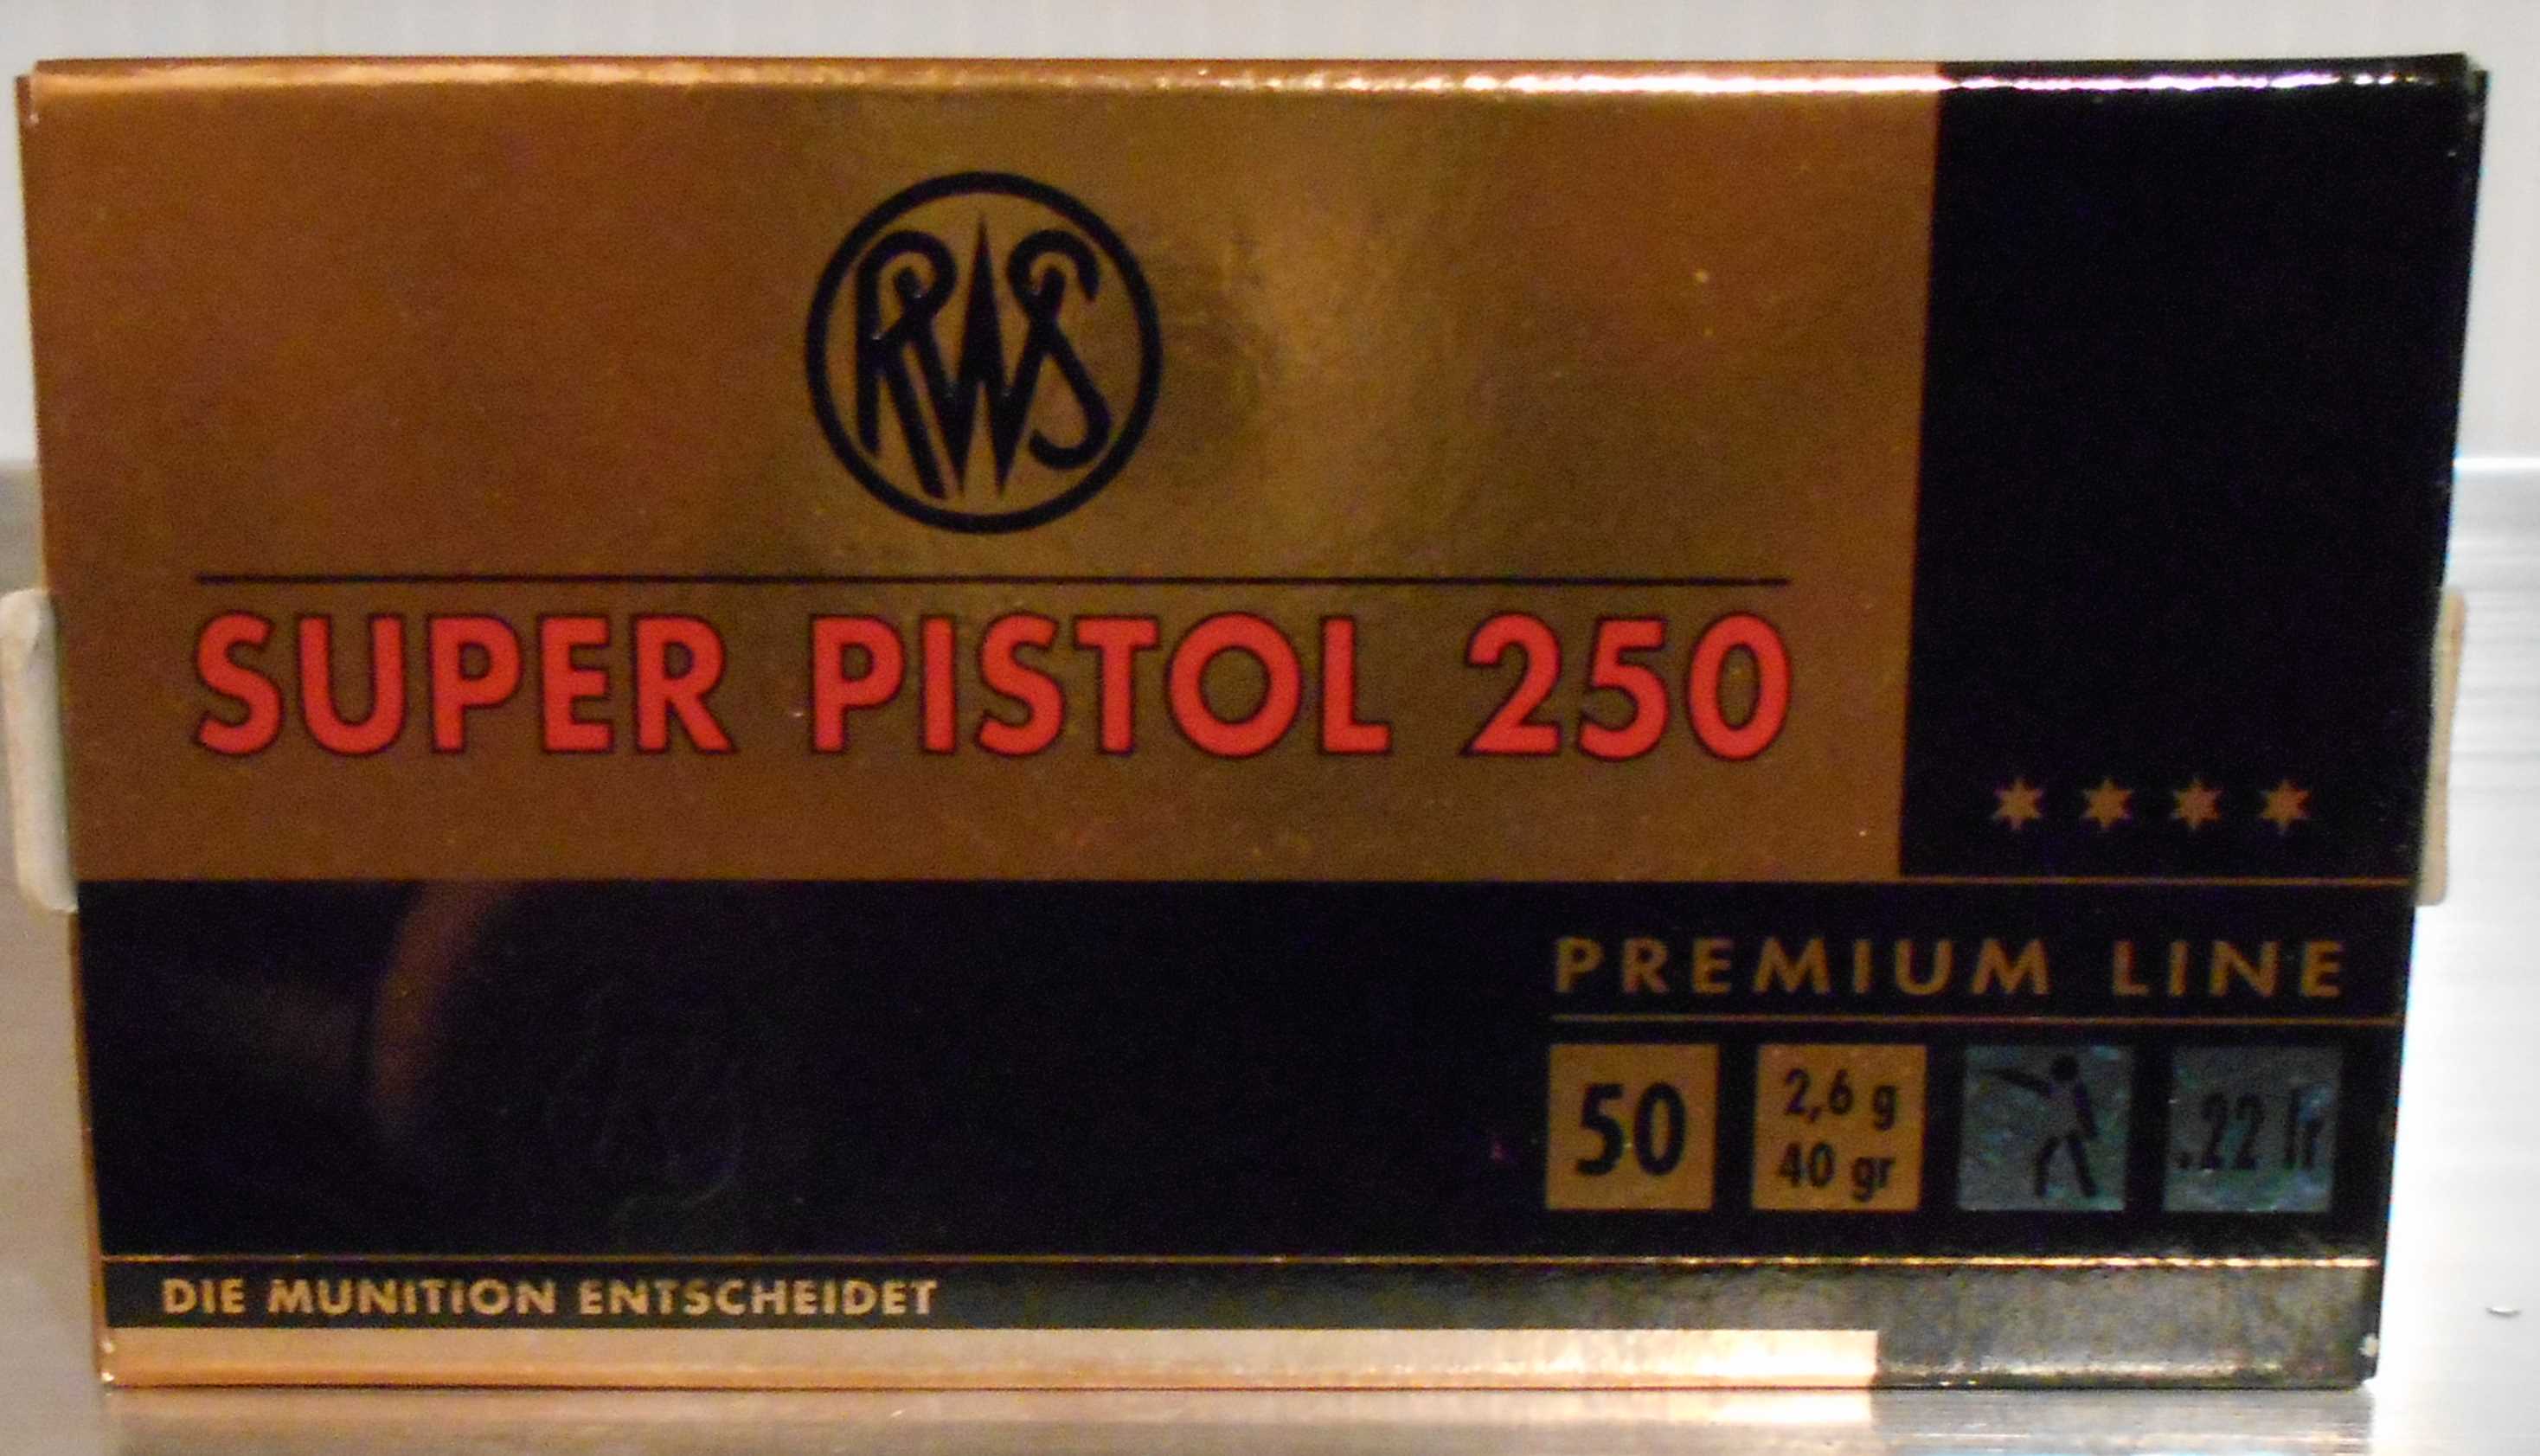 RWS
SUPER PISTOL 250
PREMIUM LINE
50
2,6 g
40 gr
.22 lr
DIE MUNITION ENTSCHEIDET